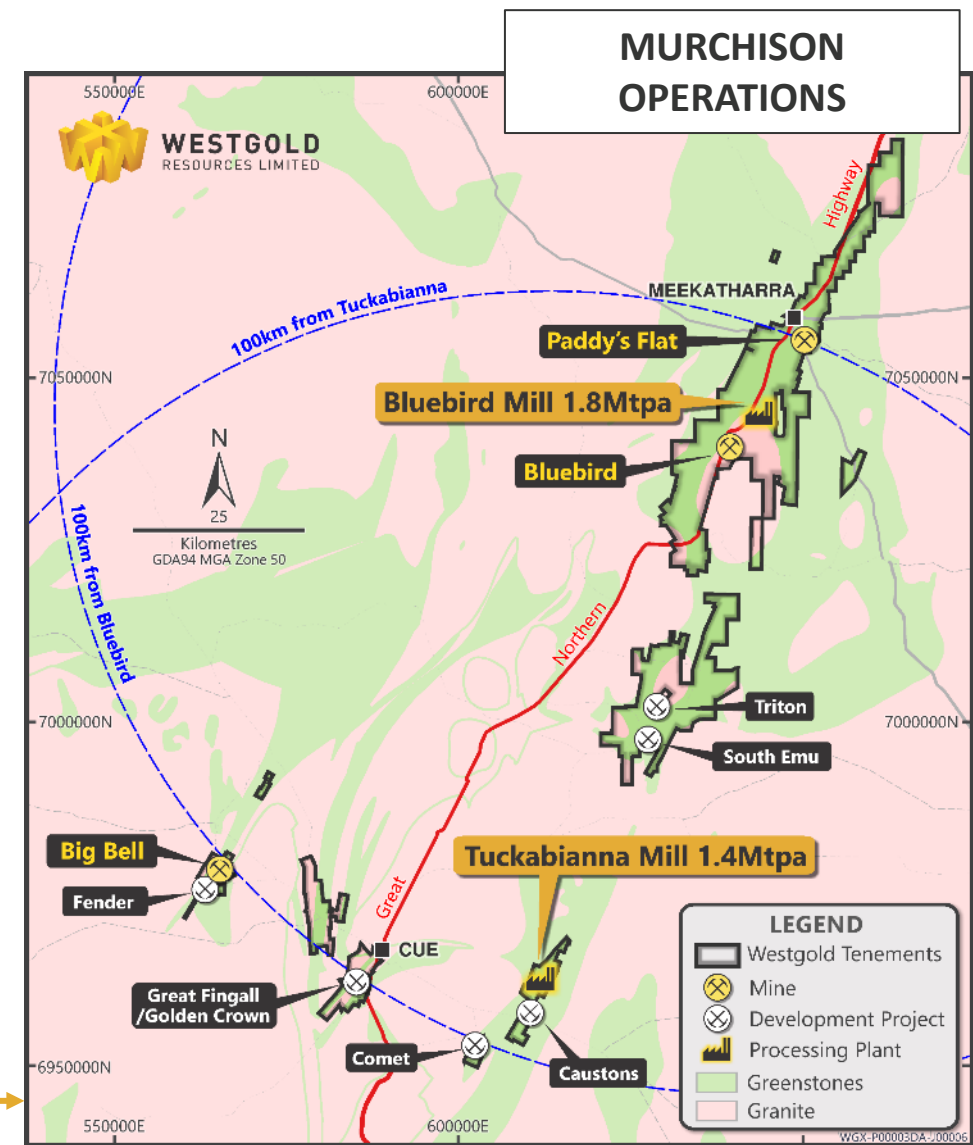 MURCHISON
OPERATIONS
550000E
600000E
WESTGOLD
RESOURCES LIMITED
Highway
MEEKATHARRA
100km from Tuckabianna
Paddy's Flat
7050000N
7050000N
Bluebird Mill 1.8Mtpa
N
Bluebird
25
Kilometres
GDA94 MGA Zone 50
100km from Bluebird
Northern
Triton
7000000N
7000000N
South Emu
Big Bell
Tuckabianna Mill 1.4Mtpa
Fender
Great
CUE
Great Fingall
/Golden Crown
Comet
Caustons
6950000N
LEGEND
Westgold Tenements
Mine
Development Project
Processing Plant
Greenstones
Granite
550000E
600000E
WGX-P00003DA-J00006